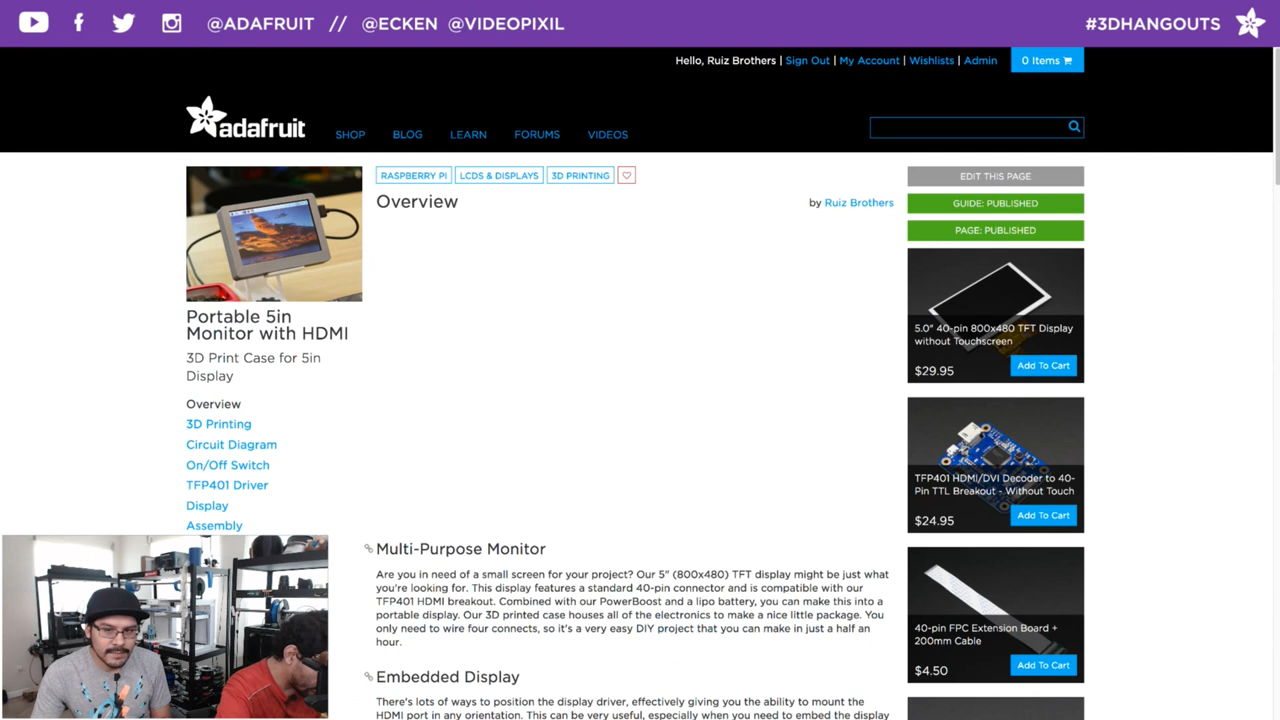 @ADAFRUIT // @ECKEN @VIDEOPIXIL
#3DHANGOUTS
Hello, Ruiz Brothers | Sign Out | My Account | Wishlists | Admin
0 Items
adafruit
SHOP
BLOG
LEARN
FORUMS
VIDEOS
Portable 5in
Monitor with HDMI
3D Print Case for 5in
Display
Overview
3D Printing
Circuit Diagram
On/Off Switch
TFP401 Driver
Display
Assembly
RASPBERRY PI
LCDS & DISPLAYS
3D PRINTING
Overview
by Ruiz Brothers
Multi-Purpose Monitor
Are you in need of a small screen for your project? Our 5" (800x480) TFT display might be just what
you're looking for. This display features a standard 40-pin connector and is compatible with our
TFP401 HDMI breakout. Combined with our PowerBoost and a lipo battery, you can make this into a
portable display. Our 3D printed case houses all of the electronics to make a nice little package. You
only need to wire four connects, so it's a very easy DIY project that you can make in just a half an
hour.
Embedded Display
There's lots of ways to position the display driver, effectively giving you the ability to mount the
HDMI port in any orientation. This can be very useful, especially when you need to embed the display
EDIT THIS PAGE
GUIDE: PUBLISHED
PAGE: PUBLISHED
5.0" 40-pin 800x480 TFT Display
without Touchscreen
$29.95
Add To Cart
TFP401 HDMI/DVI Decoder to 40-
Pin TTL Breakout - Without Touch
$24.95
Add To Cart
40-pin FPC Extension Board +
200mm Cable
$4.50
Add To Cart